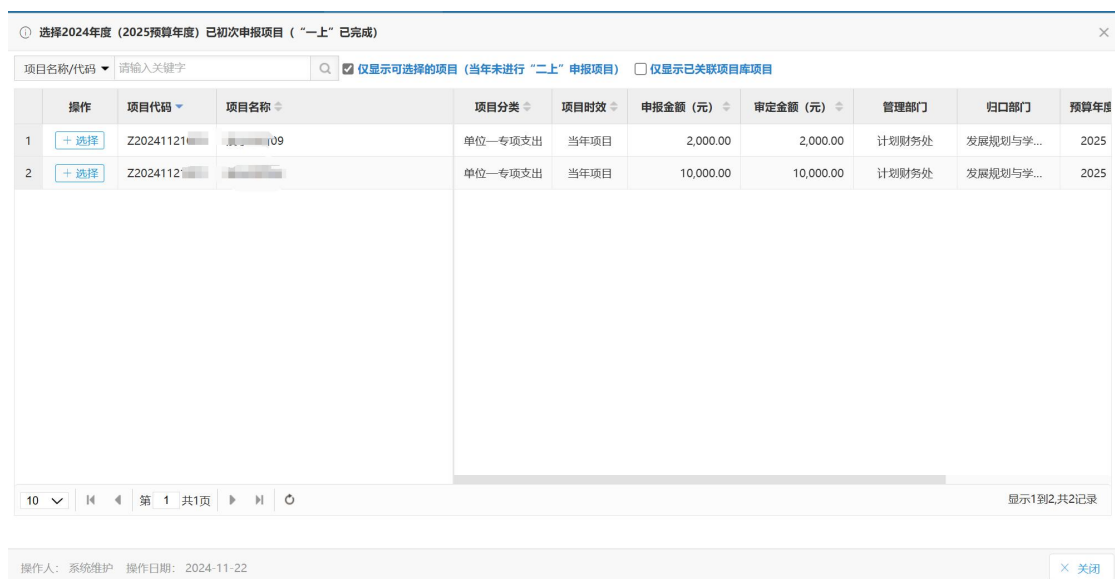 选择2024年度（2025预算年度）已初次申报项目（“一上”已完成）
项目名称/代码 请输入关键字 仅显示可选择的项目（当年未进行“二上”申报项目） 仅显示已关联项目库项目
操作 项目代码 项目名称 项目分类 项目时效 申报金额（元） 审定金额（元） 管理部门 归口部门 预算年度
1 + 选择 Z20241121 09 单位—专项支出 当年项目 2,000.00 2,000.00 计划财务处 发展规划与学... 2025
2 + 选择 Z2024112 单位—专项支出 当年项目 10,000.00 10,000.00 计划财务处 发展规划与学... 2025
10 第 1 共1页 显示1到2,共2记录
操作人： 系统维护 操作日期： 2024-11-22 × 关闭